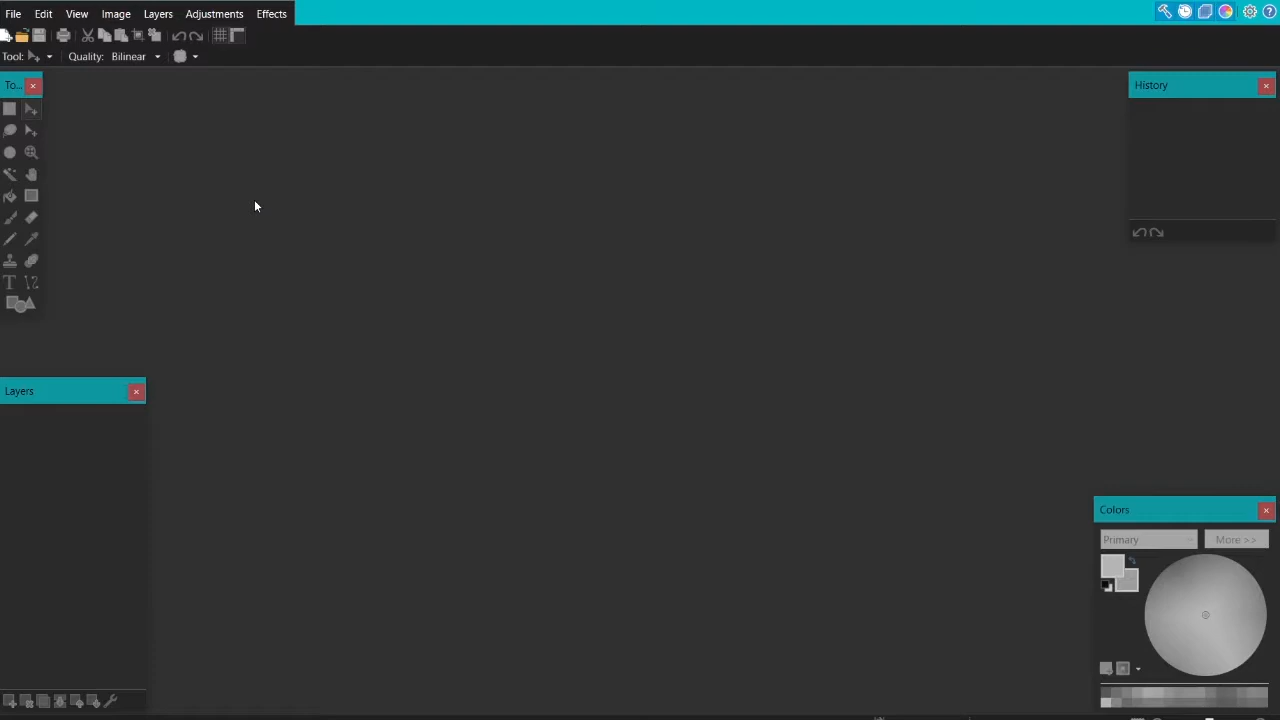 File Edit View Image Layers Adjustments Effects
Tool: Quality: Bilinear
To...
History
Layers
Colors
Primary More >>